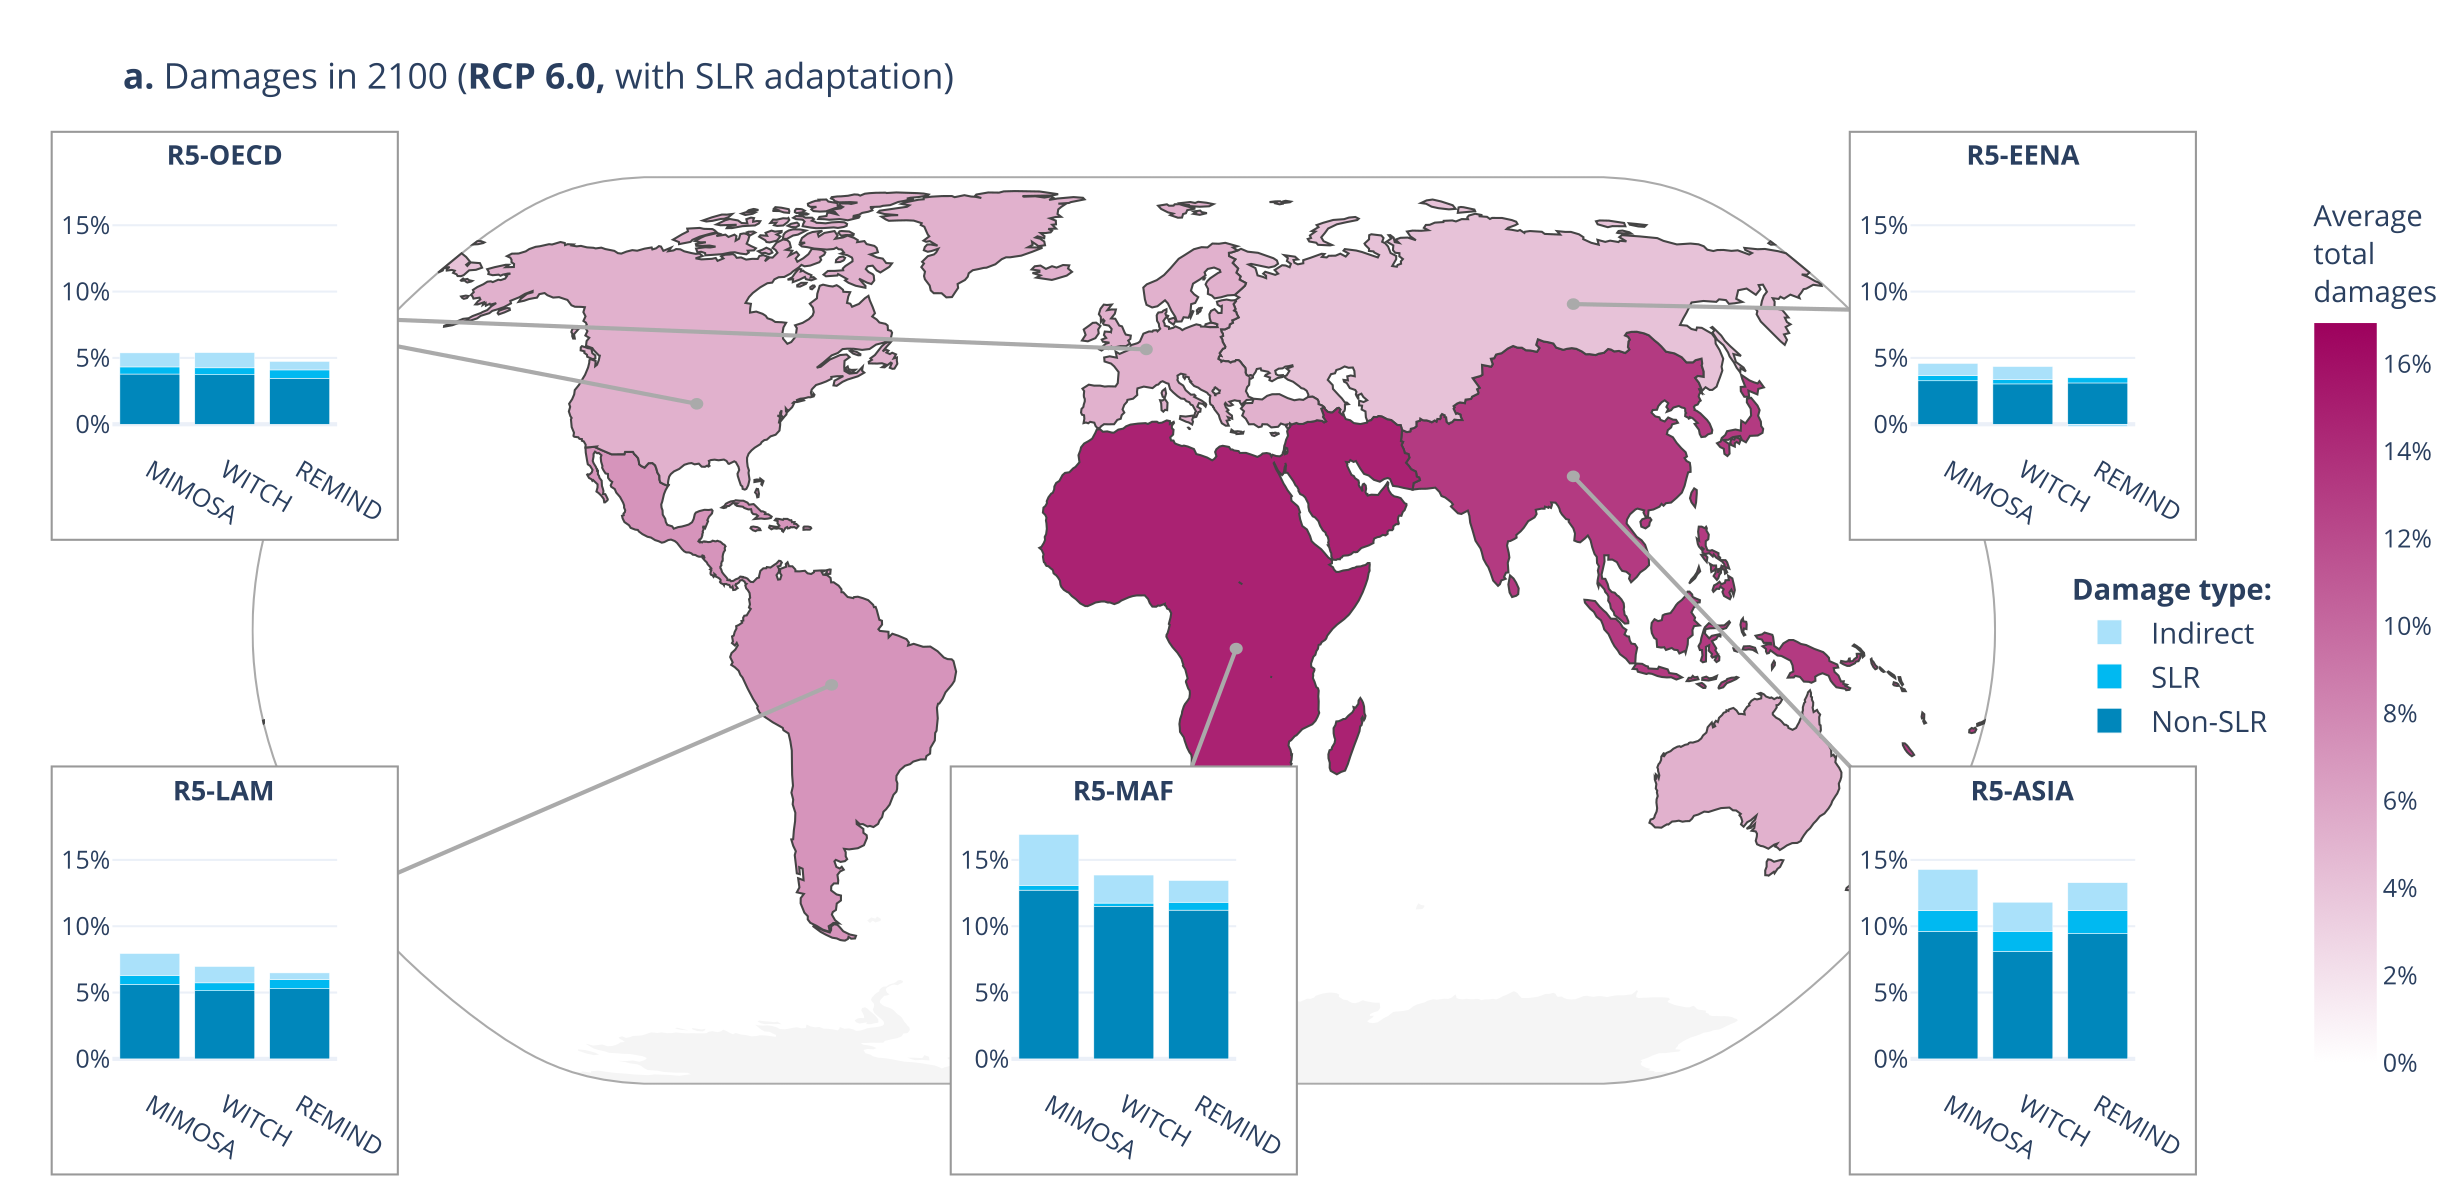 a. Damages in 2100 (RCP 6.0, with SLR adaptation)
R5-OECD
15%
10%
5%
0%
MIMOSA
WITCH
REMIND
R5-EENA
15%
10%
5%
0%
MIMOSA
WITCH
REMIND
Average
total
damages
16%
14%
12%
10%
8%
6%
4%
2%
0%
Damage type:
Indirect
SLR
Non-SLR
R5-LAM
15%
10%
5%
0%
MIMOSA
WITCH
REMIND
R5-MAF
15%
10%
5%
0%
MIMOSA
WITCH
REMIND
R5-ASIA
15%
10%
5%
0%
MIMOSA
WITCH
REMIND